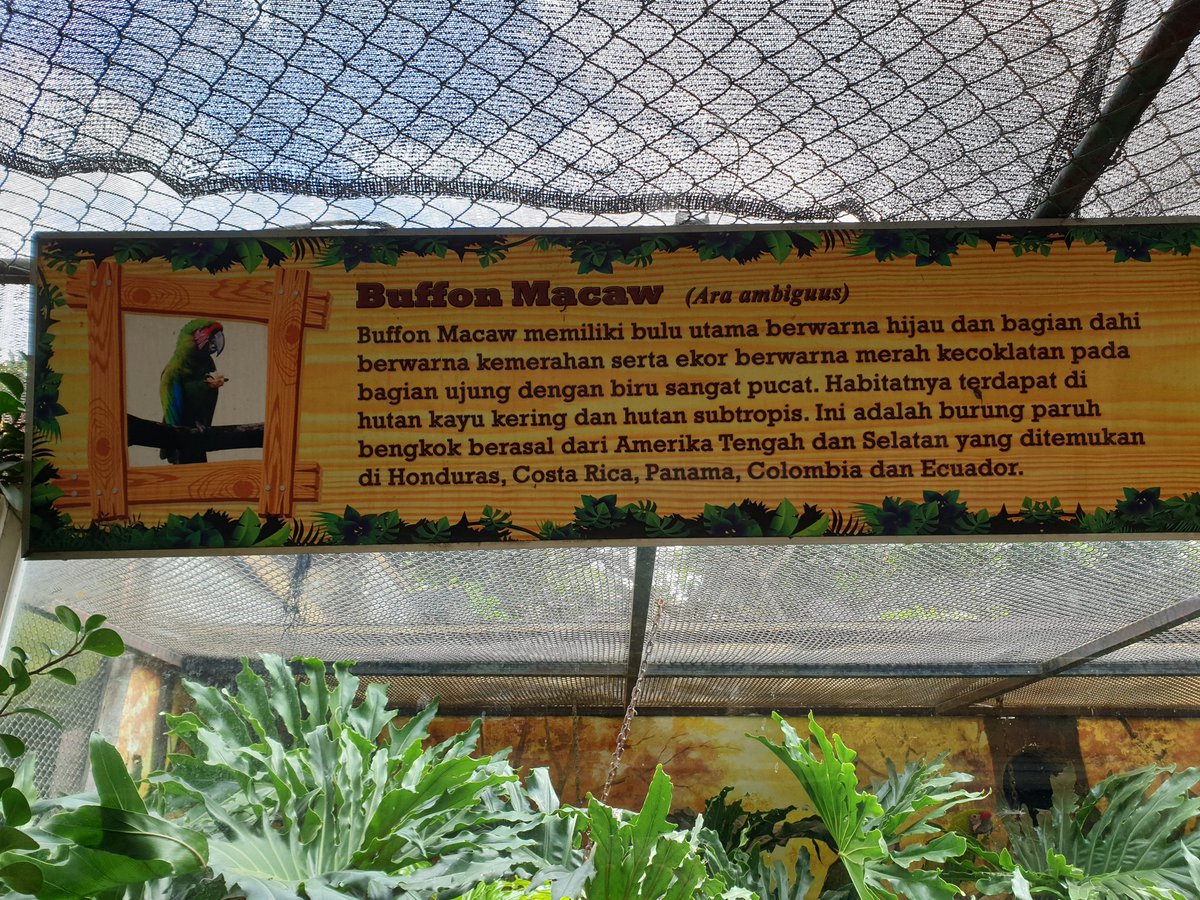 Buffon Macaw (Ara ambiguus)
Buffon Macaw memiliki bulu utama berwarna hijau dan bagian dahi
berwarna kemerahan serta ekor berwarna merah kecoklatan pada
bagian ujung dengan biru sangat pucat. Habitatnya terdapat di
hutan kayu kering dan hutan subtropis. Ini adalah burung paruh
bengkok berasal dari Amerika Tengah dan Selatan yang ditemukan
di Honduras, Costa Rica, Panama, Colombia dan Ecuador.